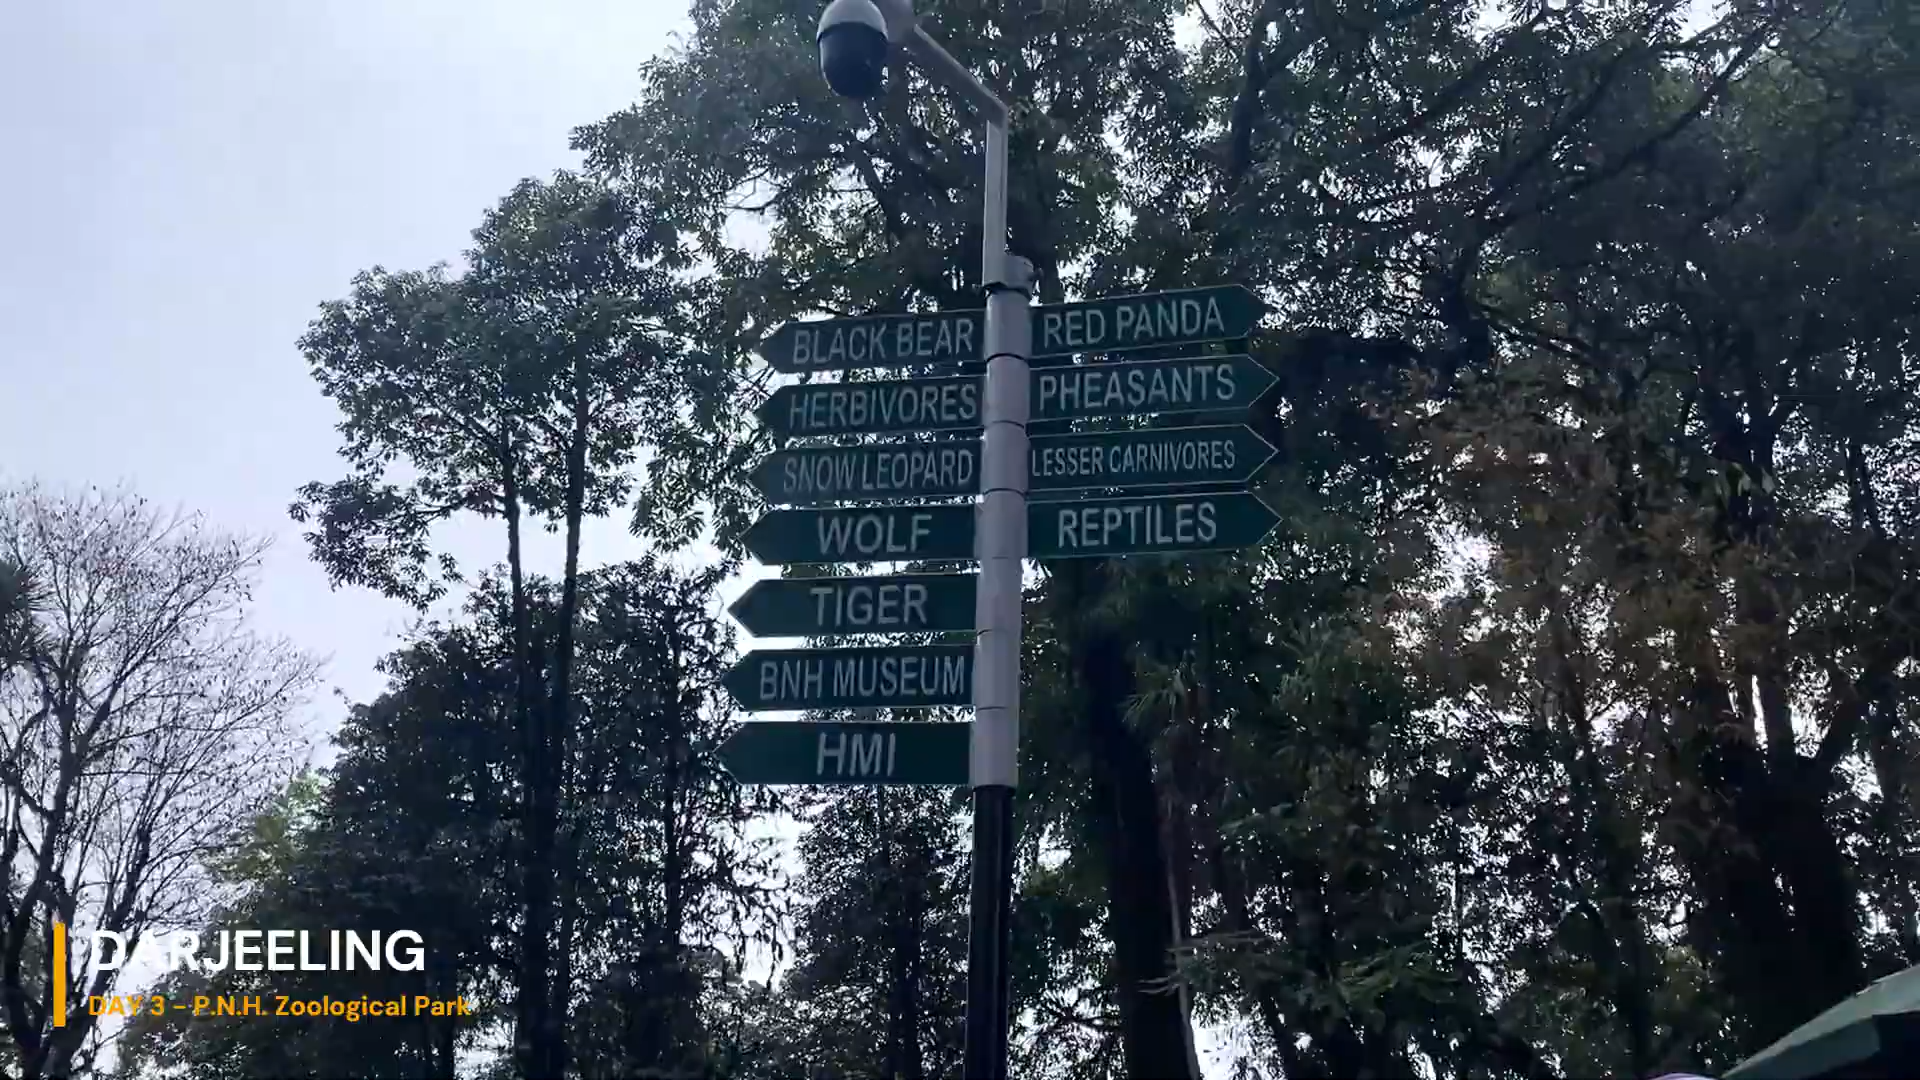 BLACK BEAR
HERBIVORES
SNOW LEOPARD
WOLF
TIGER
BNH MUSEUM
HMI
RED PANDA
PHEASANTS
LESSER CARNIVORES
REPTILES
DARJEELING
DAY 3 - P.N.H. Zoological Park